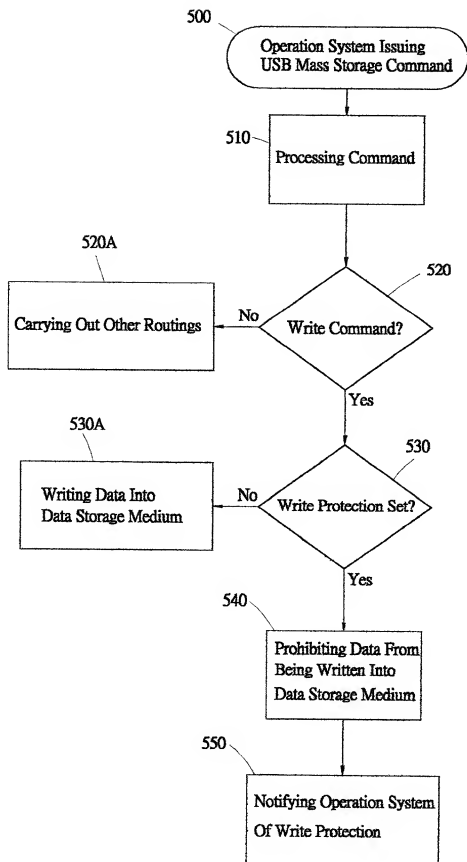 500
Operation System Issuing
USB Mass Storage Command
510
Processing Command
520A
520
Carrying Out Other Routings
No
Write Command?
Yes
530A
530
Writing Data Into
Data Storage Medium
No
Write Protection Set?
Yes
540
Prohibiting Data From
Being Written Into
Data Storage Medium
550
Notifying Operation System
Of Write Protection